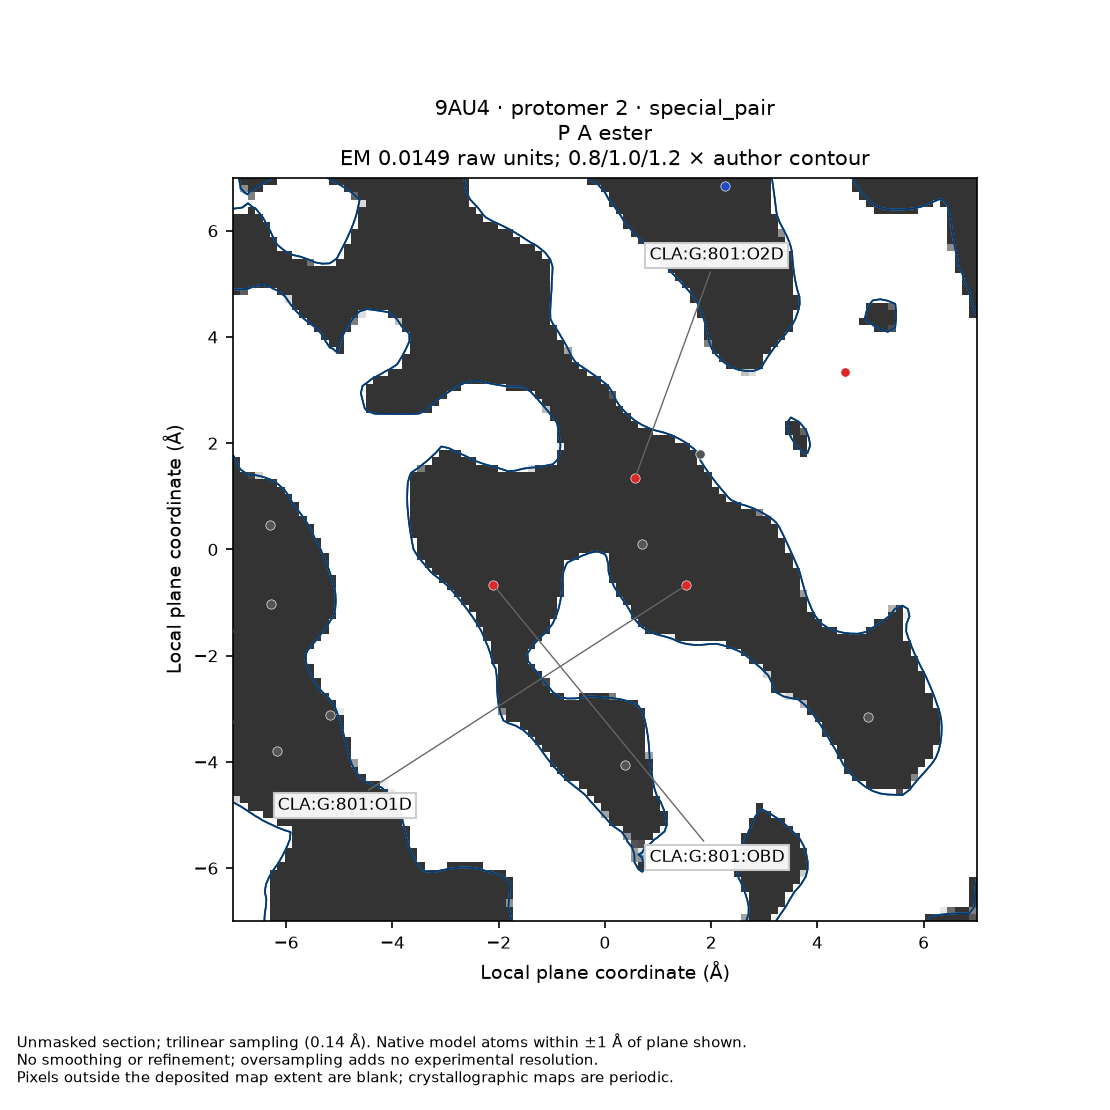 9AU4 · protomer 2 · special_pair
P A ester
EM 0.0149 raw units; 0.8/1.0/1.2 × author contour
Local plane coordinate (Å)
6
4
2
0
−2
−4
−6
CLA:G:801:O2D
CLA:G:801:O1D
CLA:G:801:OBD
−6 −4 −2 0 2 4 6
Local plane coordinate (Å)
Unmasked section; trilinear sampling (0.14 Å). Native model atoms within ±1 Å of plane shown.
No smoothing or refinement; oversampling adds no experimental resolution.
Pixels outside the deposited map extent are blank; crystallographic maps are periodic.